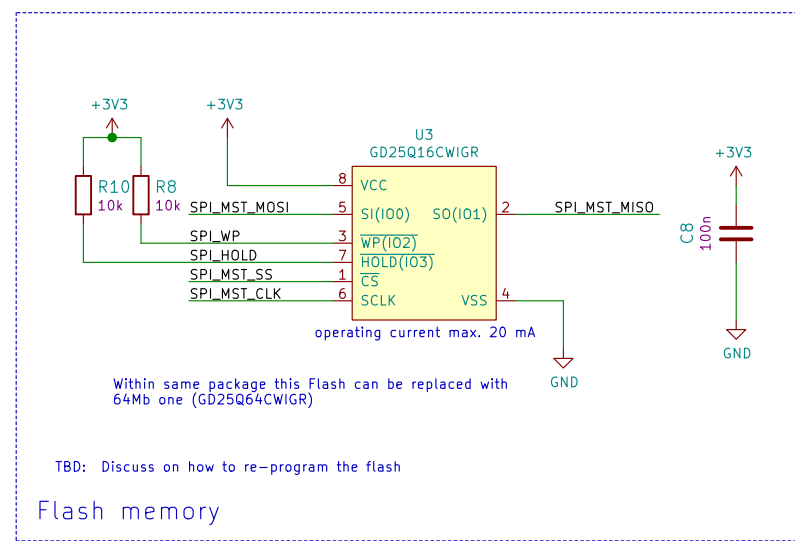 +3V3
+3V3
U3
GD25Q16CWIGR
+3V3
R10
10k
R8
10k
8
VCC
SPI_MST_MOSI
5
SI(IO0)
SO(IO1)
2
SPI_MST_MISO
C8
100n
SPI_WP
3
WP(IO2)
SPI_HOLD
7
HOLD(IO3)
SPI_MST_SS
1
CS
SPI_MST_CLK
6
SCLK
VSS
4
operating current max. 20 mA
GND
GND
Within same package this Flash can be replaced with
64Mb one (GD25Q64CWIGR)
TBD: Discuss on how to re-program the flash
Flash memory